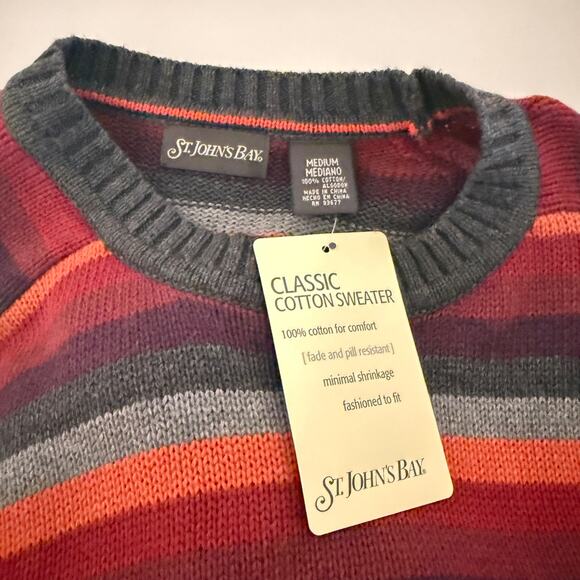 ST. JOHN'S BAY®
MEDIUM
MEDIANO
100% COTTON/
ALGODON
MADE IN CHINA
HECHO EN CHINA
RN 93677
CLASSIC
COTTON SWEATER
100% cotton for comfort
[ fade and pill resistant ]
minimal shrinkage
fashioned to fit
ST. JOHN'S BAY®